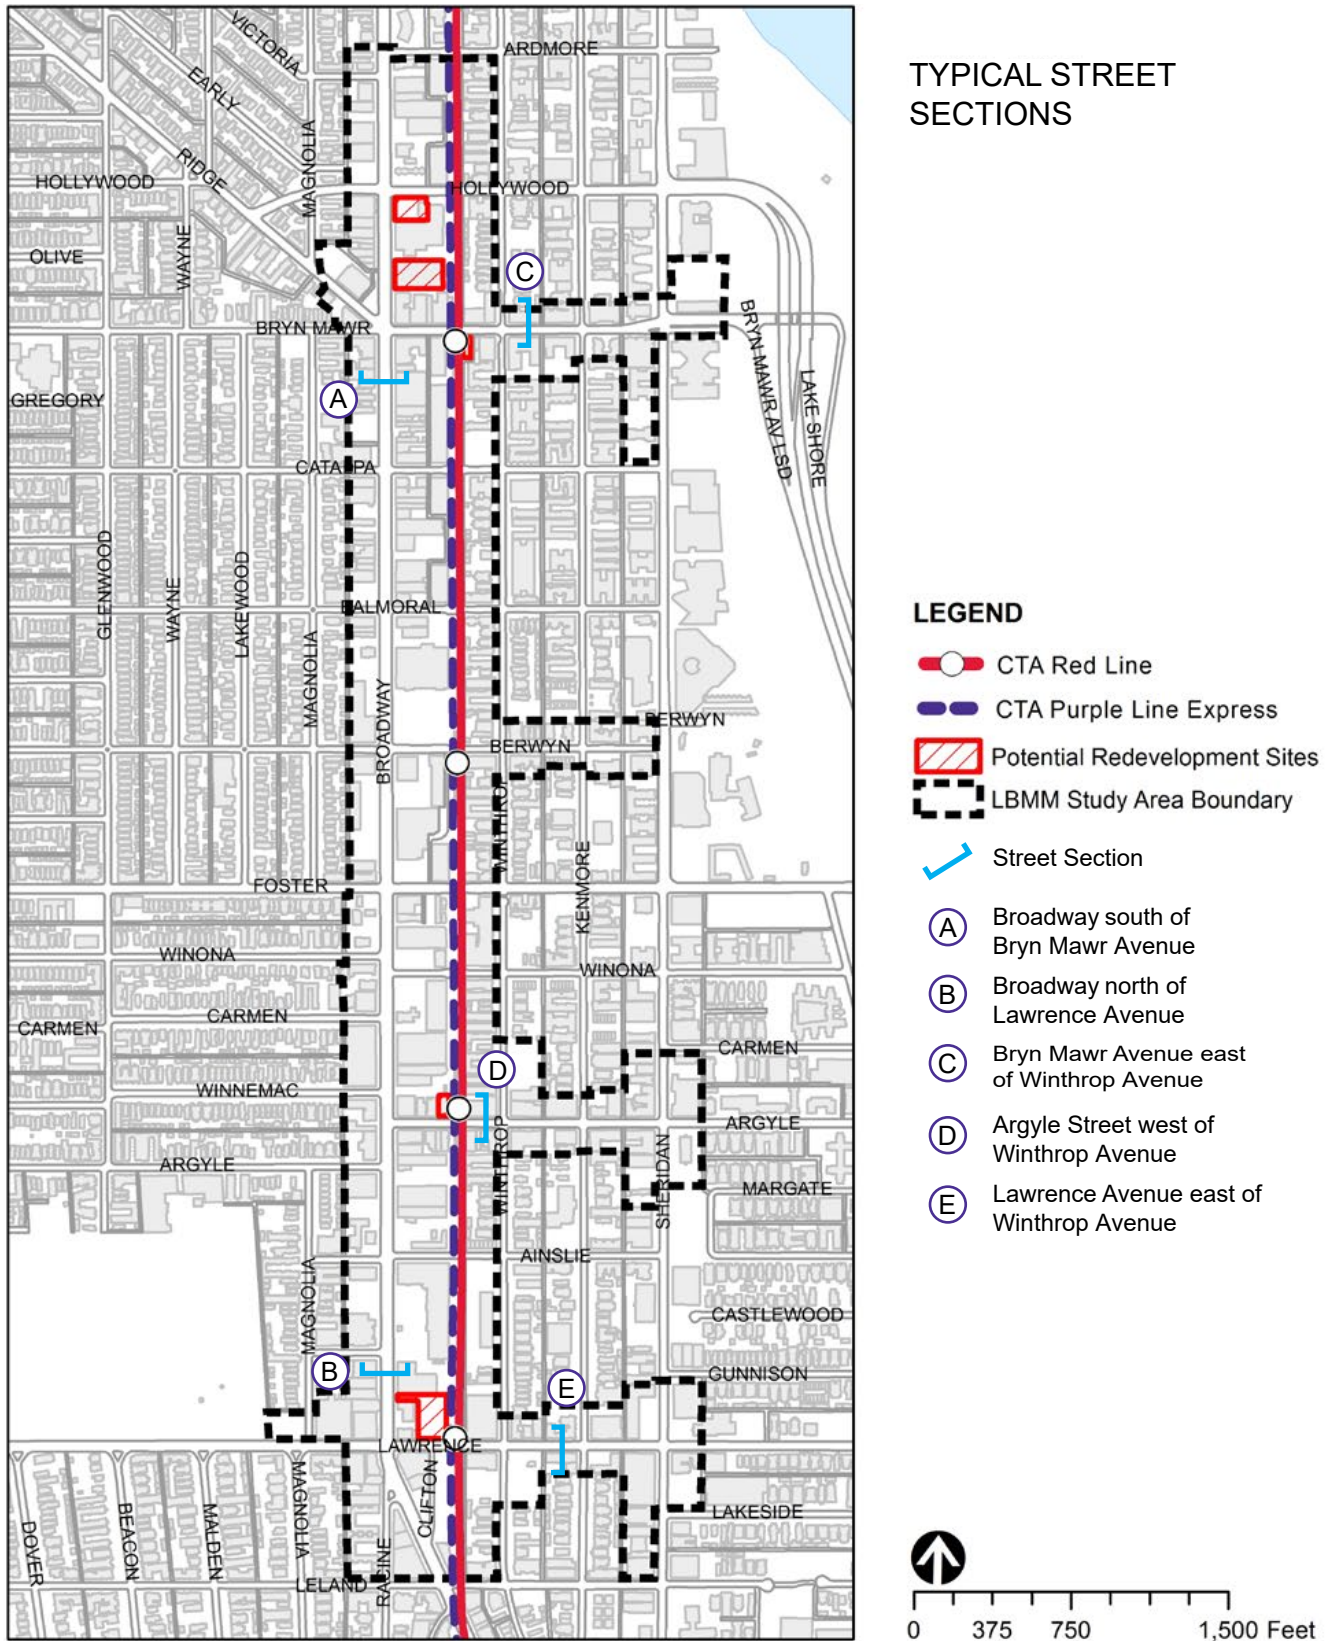 TYPICAL STREET
SECTIONS
VICTORIA
ARDMORE
EARLY
MAGNOLIA
RIDGE
HOLLYWOOD
HOLLYWOOD
OLIVE
WAYNE
C
BRYN MAWR
BRYN MAWR AV LSD
LAKE SHORE
A
GREGORY
CATALPA
GLENWOOD
WAYNE
LAKEWOOD
BALMORAL
MAGNOLIA
BROADWAY
BERWYN
BERWYN
WINTHROP
KENMORE
FOSTER
WINONA
WINONA
CARMEN
CARMEN
CARMEN
D
WINNEMAC
WINTHROP
ARGYLE
ARGYLE
SHERIDAN
MARGATE
AINSLIE
MAGNOLIA
CASTLEWOOD
B
GUNNISON
E
LAWRENCE
CLIFTON
MAGNOLIA
LAKESIDE
DOVER
BEACON
MALDEN
RACINE
LELAND
LEGEND
CTA Red Line
CTA Purple Line Express
Potential Redevelopment Sites
LBMM Study Area Boundary
Street Section
A Broadway south of
Bryn Mawr Avenue
B Broadway north of
Lawrence Avenue
C Bryn Mawr Avenue east
of Winthrop Avenue
D Argyle Street west of
Winthrop Avenue
E Lawrence Avenue east of
Winthrop Avenue
0 375 750 1,500 Feet